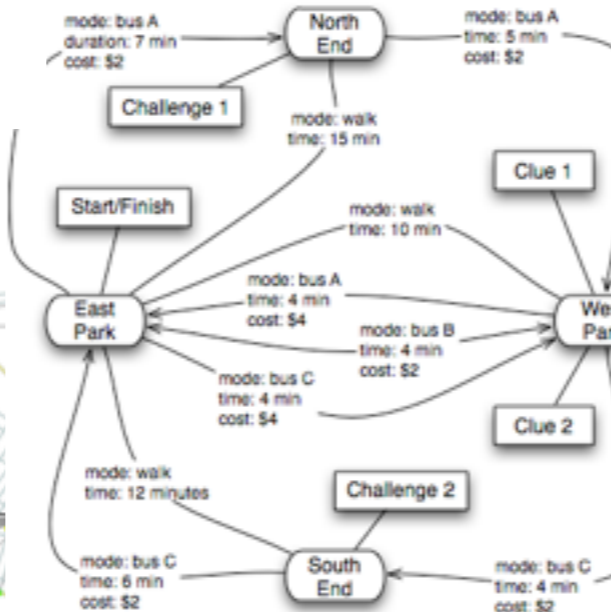 mode: bus A
duration: 7 min
cost: $2
North
End
mode: bus A
time: 5 min
cost: $2
Challenge 1
mode: walk
time: 15 min
Clue 1
Start/Finish
mode: walk
time: 10 min
East
Park
mode: bus A
time: 4 min
cost: $4
mode: bus B
time: 4 min
cost: $2
We
Par
mode: bus C
time: 4 min
cost: $4
Clue 2
mode: walk
time: 12 minutes
Challenge 2
mode: bus C
time: 6 min
cost: $2
South
End
mode: bus C
time: 4 min
cost: $2